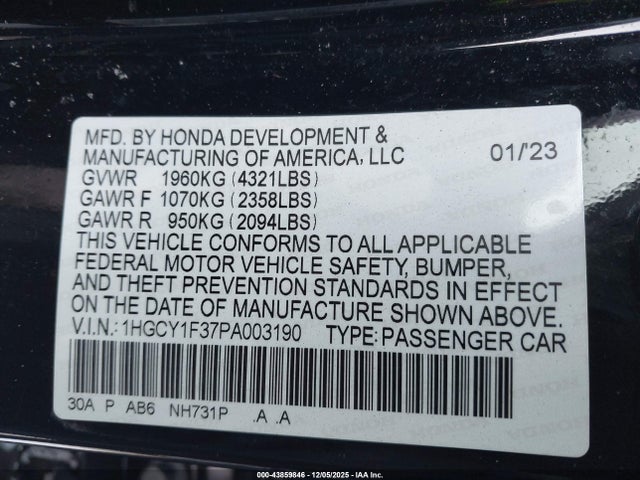 MFD. BY HONDA DEVELOPMENT &
MANUFACTURING OF AMERICA, LLC 01/23
GVWR 1960KG (4321LBS)
GAWR F 1070KG (2358LBS)
GAWR R 950KG (2094LBS)
THIS VEHICLE CONFORMS TO ALL APPLICABLE
FEDERAL MOTOR VEHICLE SAFETY, BUMPER,
AND THEFT PREVENTION STANDARDS IN EFFECT
ON THE DATE OF MANUFACTURE SHOWN ABOVE.
V.I.N.: 1HGCY1F37PA003190 TYPE: PASSENGER CAR
30A P AB6 NH731P .A .A
000-43859846 | 12/05/2025 - IAA Inc.